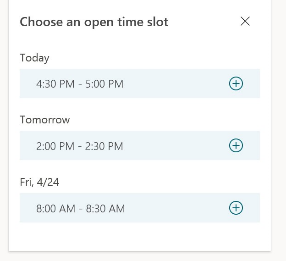 Choose an open time slot
Today
4:30 PM - 5:00 PM
Tomorrow
2:00 PM - 2:30 PM
Fri, 4/24
8:00 AM - 8:30 AM